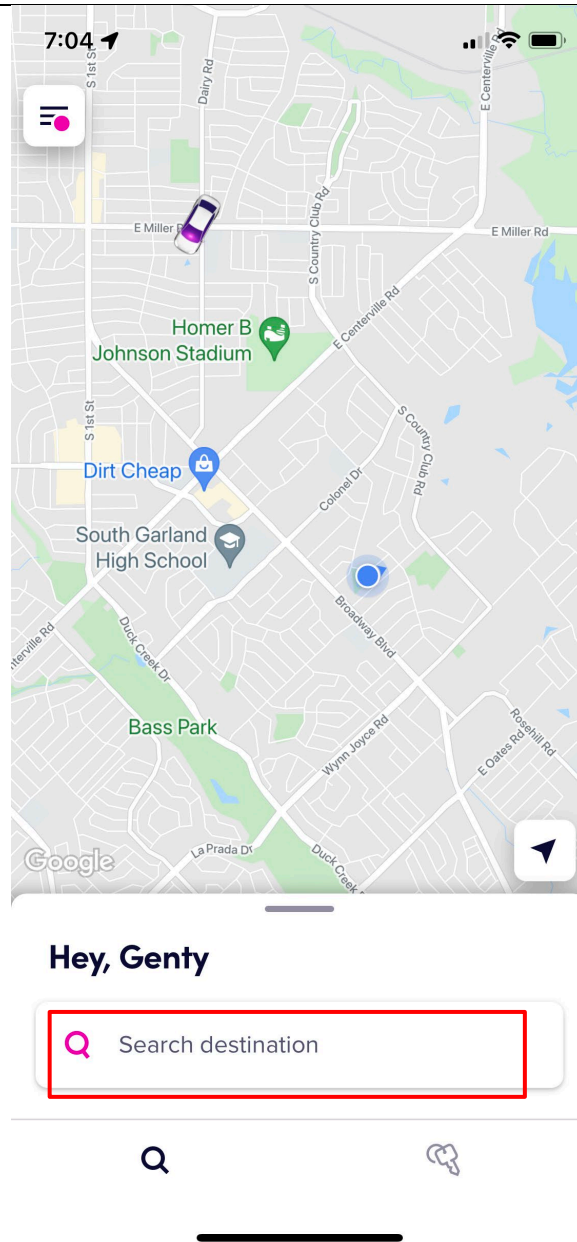 7:04
S 1st St
Dairy Rd
E Centerville Rd
E Miller
E Miller Rd
S Country Club Rd
Homer B
Johnson Stadium
E Centerville Rd
S 1st St
Dirt Cheap
S Country Club Rd
Colonel Dr
South Garland
High School
Broadway Blvd
Duck Creek Dr
terville Rd
Bass Park
Wynn Joyce Rd
Rosehill Rd
E Oates Rd
Google
La Prada Dr
Duck Creek
Hey, Genty
Search destination